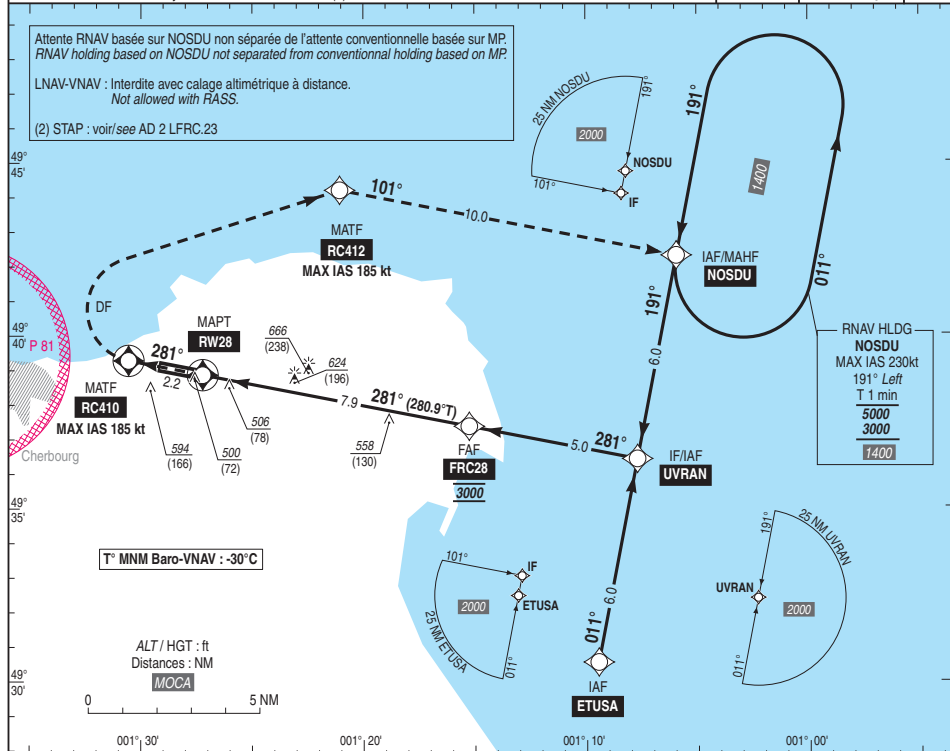 Attente RNAV basée sur NOSDU non séparée de l'attente conventionnelle basée sur MP.
RNAV holding based on NOSDU not separated from conventionnal holding based on MP.
LNAV-VNAV : Interdite avec calage altimétrique à distance.
Not allowed with RASS.
(2) STAP : voir/see AD 2 LFRC.23
25 NM NOSDU
191°
2000
NOSDU
101°
IF
191°
1400
011°
49°
45'
101°
10.0
MATF
RC412
MAX IAS 185 kt
IAF/MAHF
NOSDU
191°
6.0
DF
49°
40'
P 81
MAPT
RW28
281°
2.2
666
(238)
624
(196)
MATF
RC410
MAX IAS 185 kt
594
(166)
500
(72)
506
(78)
7.9
281° (280.9°T)
558
(130)
FAF
FRC28
3000
5.0
281°
IF/IAF
UVRAN
RNAV HLDG
NOSDU
MAX IAS 230kt
191° Left
T 1 min
5000
3000
1400
Cherbourg
49°
35'
T° MNM Baro-VNAV : -30°C
101°
IF
2000
ETUSA
25 NM ETUSA
011°
011°
6.0
191°
25 NM UVRAN
UVRAN
2000
011°
ALT / HGT : ft
Distances : NM
MOCA
0
5 NM
49°
30'
IAF
ETUSA
001° 30'
001° 20'
001° 10'
001° 00'